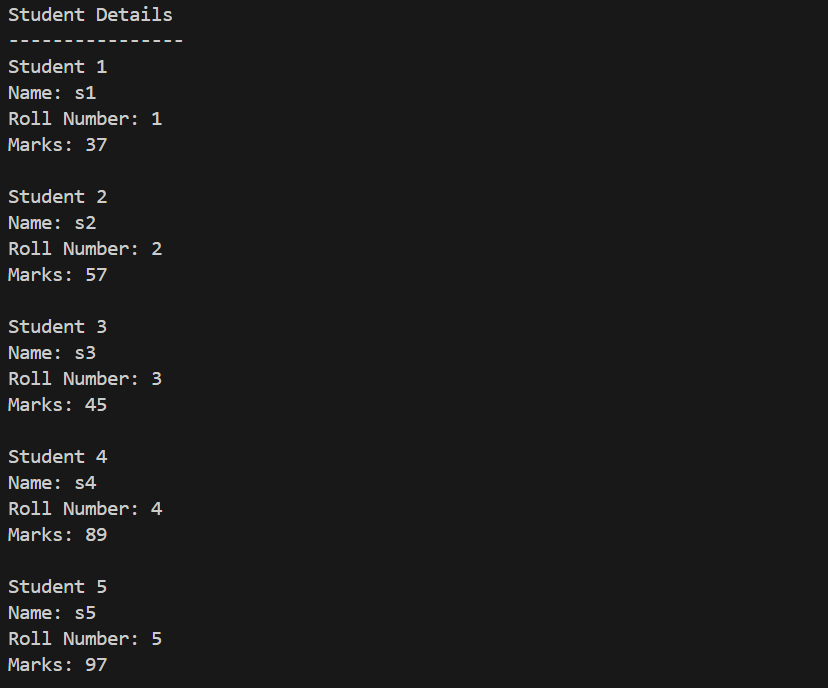 Student Details
----------------
Student 1
Name: s1
Roll Number: 1
Marks: 37
Student 2
Name: s2
Roll Number: 2
Marks: 57
Student 3
Name: s3
Roll Number: 3
Marks: 45
Student 4
Name: s4
Roll Number: 4
Marks: 89
Student 5
Name: s5
Roll Number: 5
Marks: 97